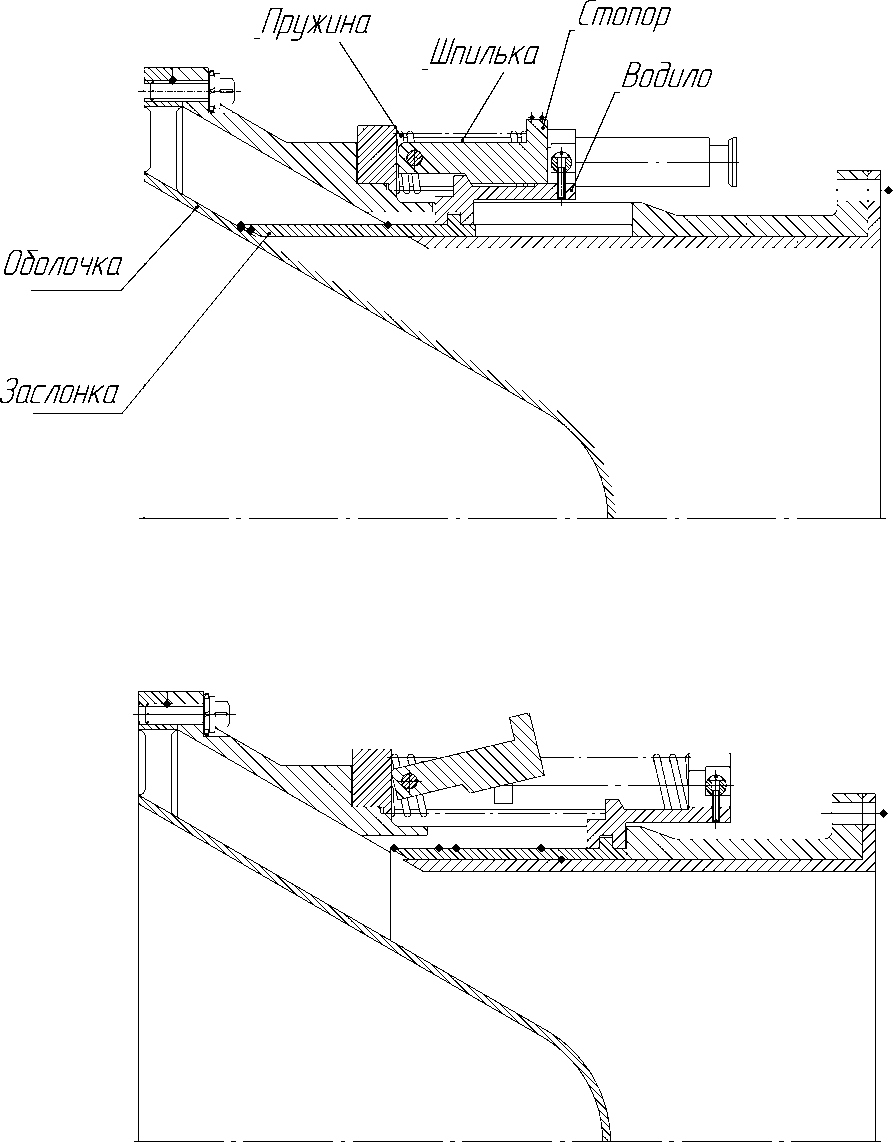 Пружина
Шпилька
Стопор
Водило
Оболочка
Заслонка